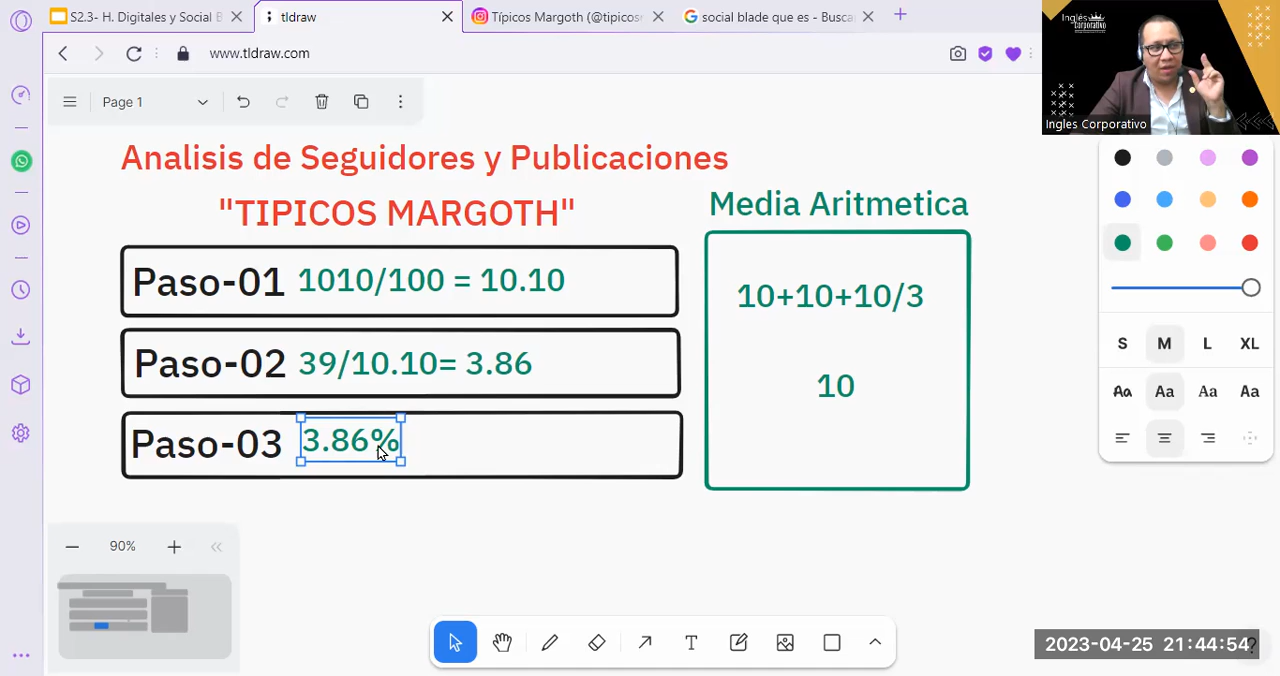 S2.3- H. Digitales y Social B
tldraw
Típicos Margoth (@tipicos
social blade que es - Busca
www.tldraw.com
Page 1
Inglés
Corporativo
Ingles Corporativo
Analisis de Seguidores y Publicaciones
"TIPICOS MARGOTH"
Media Aritmetica
Paso-01 1010/100 = 10.10
10+10+10/3
Paso-02 39/10.10= 3.86
10
Paso-03 3.86%
S M L XL
Aa Aa Aa Aa
90%
T
2023-04-25 21:44:54
?